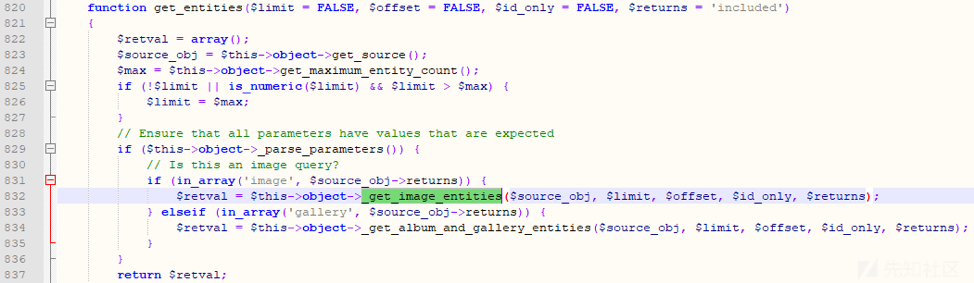 820 function get_entities($limit = FALSE, $offset = FALSE, $id_only = FALSE, $returns = 'included')
821 {
822 $retval = array();
823 $source_obj = $this->object->get_source();
824 $max = $this->object->get_maximum_entity_count();
825 if (!$limit || is_numeric($limit) && $limit > $max) {
826 $limit = $max;
827 }
828 // Ensure that all parameters have values that are expected
829 if ($this->object->_parse_parameters()) {
830 // Is this an image query?
831 if (in_array('image', $source_obj->returns)) {
832 $retval = $this->object->_get_image_entities($source_obj, $limit, $offset, $id_only, $returns);
833 } elseif (in_array('gallery', $source_obj->returns)) {
834 $retval = $this->object->_get_album_and_gallery_entities($source_obj, $limit, $offset, $id_only, $returns);
835 }
836 }
837 return $retval;
先知社区